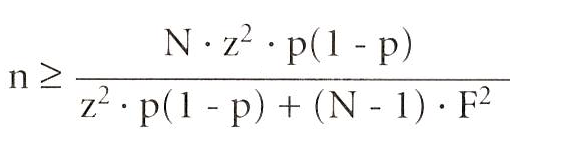 n ≥ N · z² · p(1 - p) / z² · p(1 - p) + (N - 1) · F²